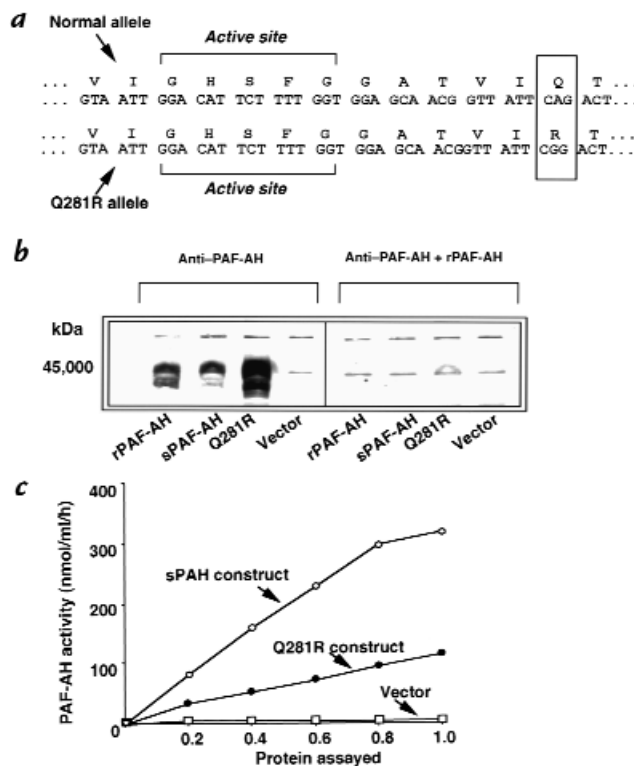 a
Normal allele
Active site
V I G H S F G G A T V I Q T
... GTA ATT GGA CAT TCT TTT GGT GGA GCA ACG GTT ATT CAG ACT...
... V I G H S F G G A T V I R T ...
... GTA ATT GGA CAT TCT TTT GGT GGA GCA ACGGTT ATT CGG ACT...
Active site
Q281R allele
b
Anti–PAF-AH
Anti–PAF-AH + rPAF-AH
kDa
45,000
rPAF-AH
sPAF-AH
Q281R
Vector
rPAF-AH
sPAF-AH
Q281R
Vector
c
PAF-AH activity (nmol/ml/h)
400
300
200
100
0
sPAH construct
Q281R construct
Vector
0.2 0.4 0.6 0.8 1.0
Protein assayed